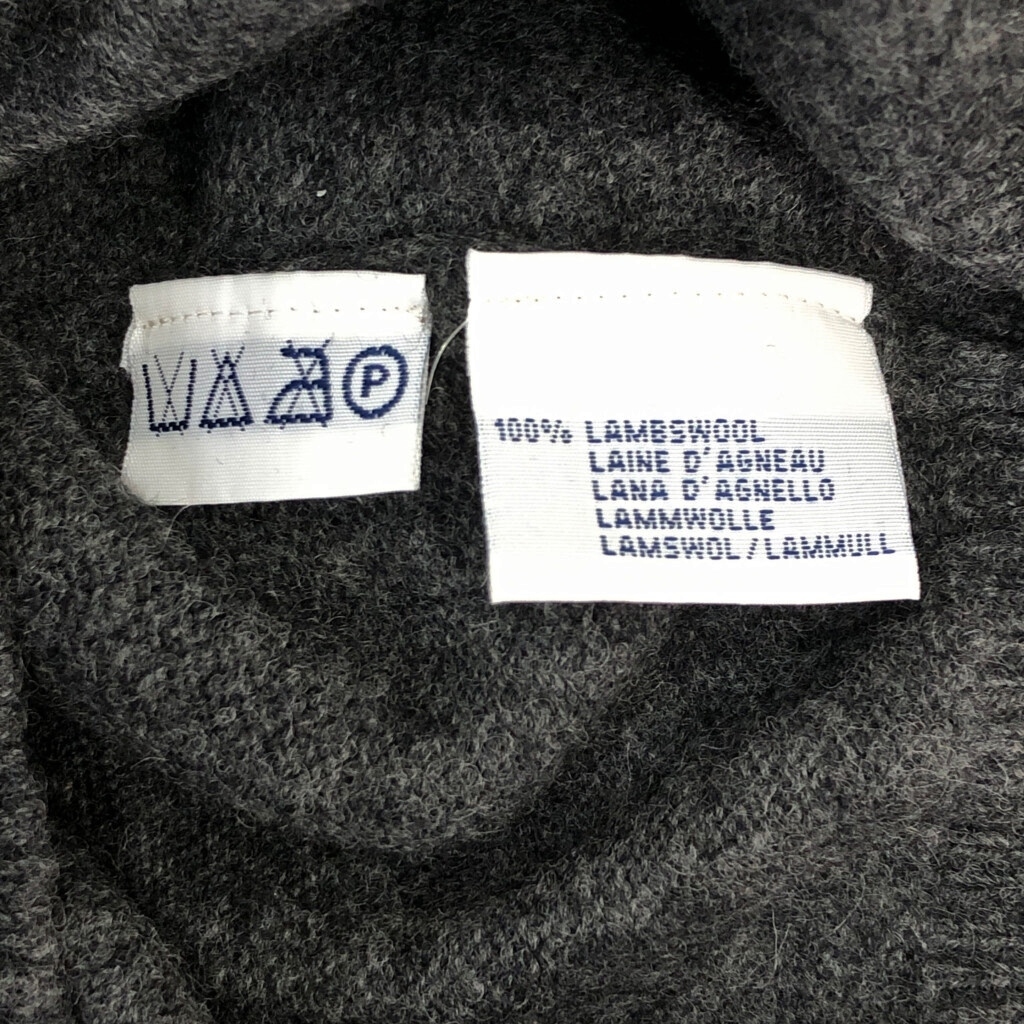 P
100% LAMBSWOOL
LAINE D'AGNEAU
LANA D'AGNELLO
LAMMWOLLE
LAMSWOL/LAMMULL